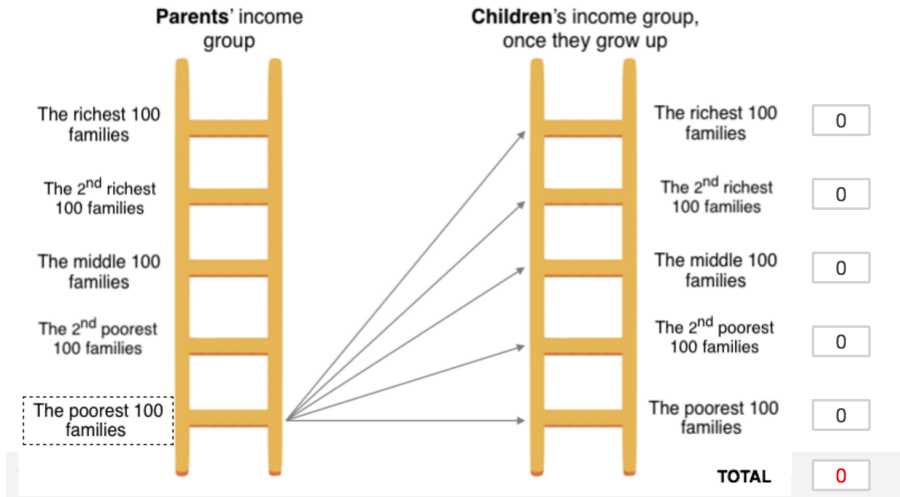 Parents' income
group
Children's income group,
once they grow up
The richest 100
families
The richest 100
families
0
The 2nd richest
100 families
The 2nd richest
100 families
0
The middle 100
families
The middle 100
families
0
The 2nd poorest
100 families
The 2nd poorest
100 families
0
The poorest 100
families
The poorest 100
families
0
TOTAL
0